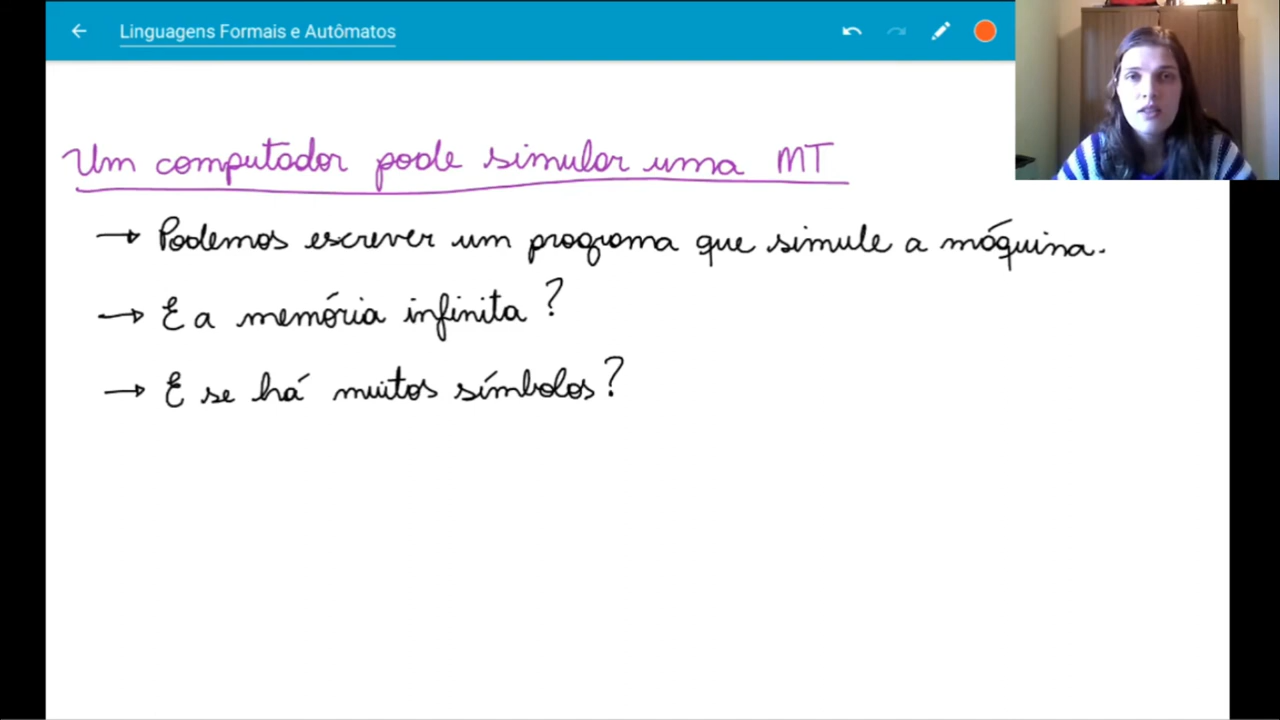 Linguagens Formais e Autômatos
Um computador pode simular uma MT
→ Podemos escrever um programa que simule a máquina.
→ E a memória infinita?
→ E se há muitos símbolos?